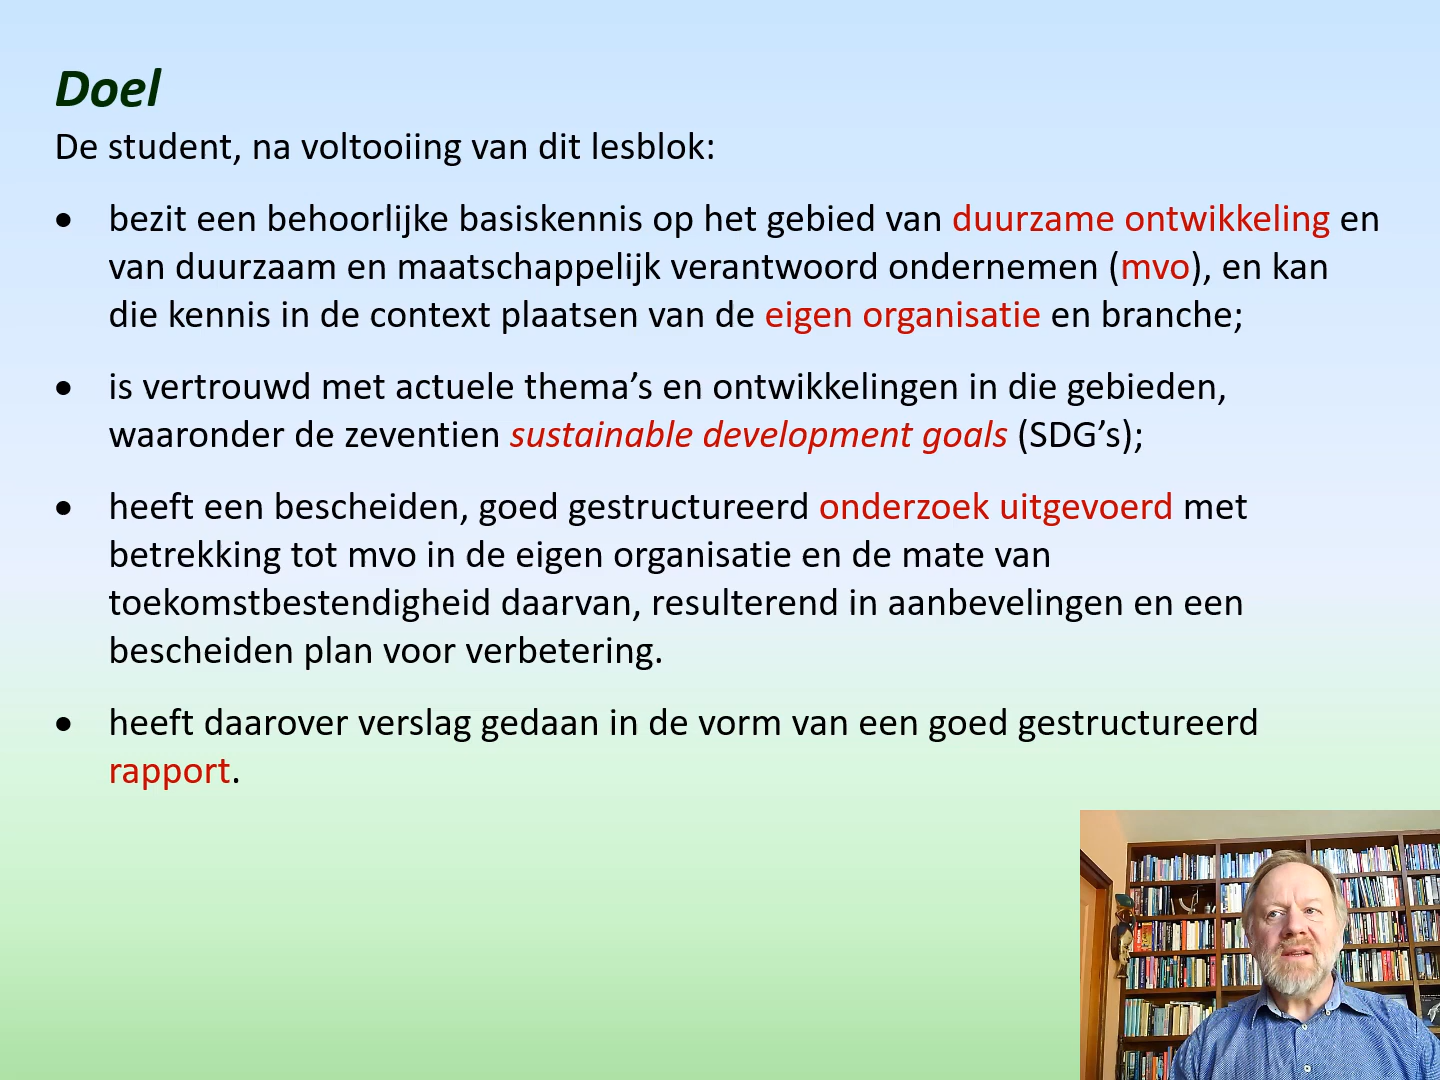 Doel
De student, na voltooiing van dit lesblok:
• bezit een behoorlijke basiskennis op het gebied van duurzame ontwikkeling en
van duurzaam en maatschappelijk verantwoord ondernemen (mvo), en kan
die kennis in de context plaatsen van de eigen organisatie en branche;
• is vertrouwd met actuele thema’s en ontwikkelingen in die gebieden,
waaronder de zeventien sustainable development goals (SDG’s);
• heeft een bescheiden, goed gestructureerd onderzoek uitgevoerd met
betrekking tot mvo in de eigen organisatie en de mate van
toekomstbestendigheid daarvan, resulterend in aanbevelingen en een
bescheiden plan voor verbetering.
• heeft daarover verslag gedaan in de vorm van een goed gestructureerd
rapport.